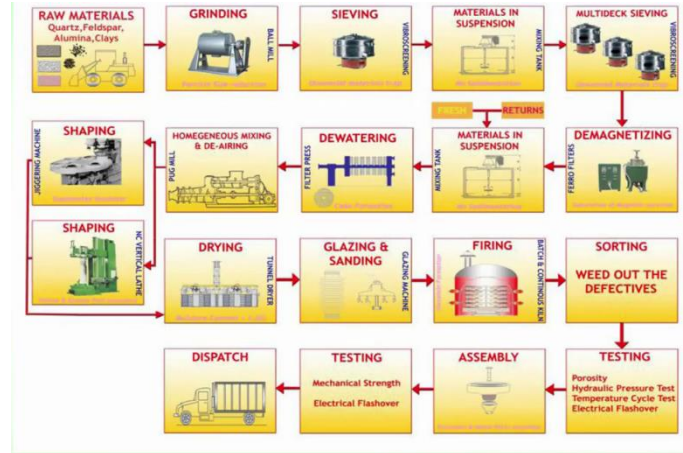 RAW MATERIALS
Quartz,Feldspar,
Alumina,Clays
GRINDING
BALL MILL
SIEVING
VIBROSCREENING
MATERIALS IN
SUSPENSION
MIXING TANK
MULTIDECK SIEVING
VIBROSCREENING
FRESH
RETURNS
SHAPING
JIGGERING MACHINE
HOMEGENEOUS MIXING
& DE-AIRING
PUG MILL
DEWATERING
FILTER PRESS
MATERIALS IN
SUSPENSION
MIXING TANK
DEMAGNETIZING
FERRO FILTERS
SHAPING
NC VERTICAL LATHE
DRYING
TUNNEL DRYER
GLAZING &
SANDING
GLAZING MACHINE
FIRING
BATCH & CONTINOUS KILN
SORTING
WEED OUT THE
DEFECTIVES
DISPATCH
TESTING
Mechanical Strength
Electrical Flashover
ASSEMBLY
TESTING
Porosity
Hydraulic Pressure Test
Temperature Cycle Test
Electrical Flashover